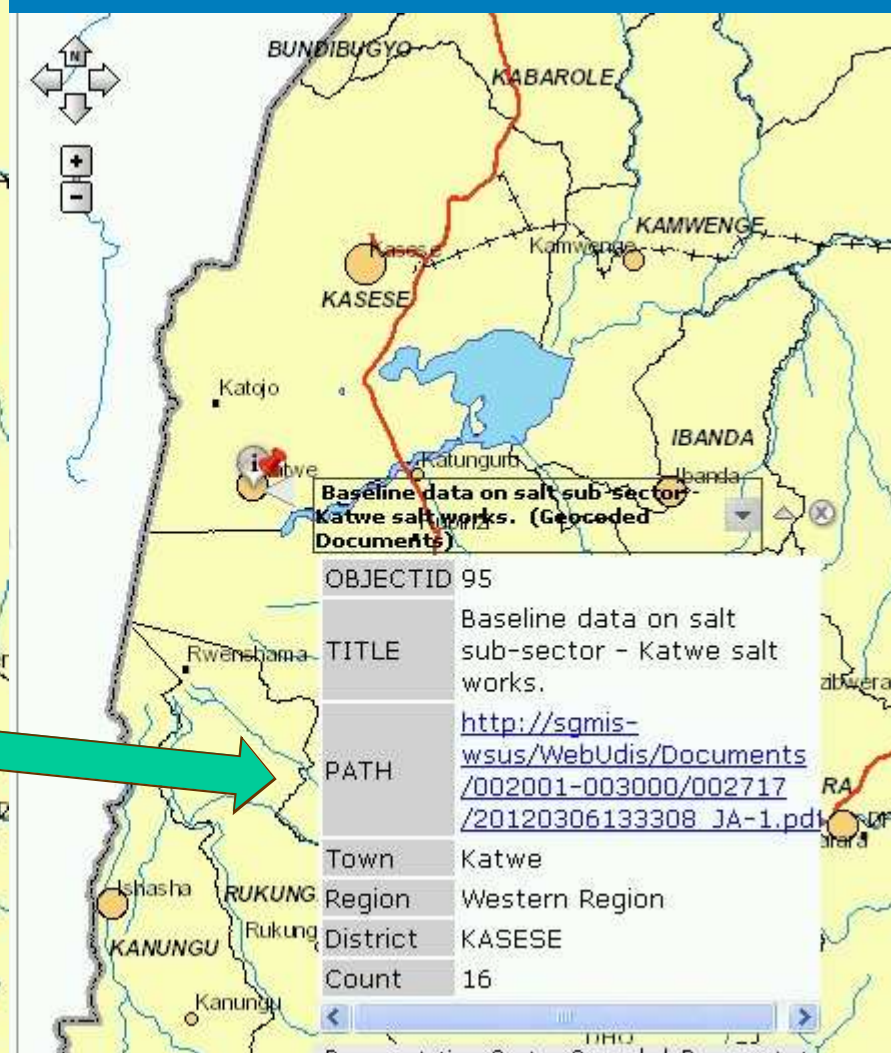 N
BUNDIBUGYO
KABAROLE
+
-
KAMWENGE
Kasese
Kamwenge
KASESE
Katojo
IBANDA
i
Katunguru
Ibanda
Baseline data on salt sub-sector -
Katwe salt works. (Geocoded
Documents)
OBJECTID 95
TITLE Baseline data on salt
sub-sector - Katwe salt
works.
Rwenshama
PATH http://sgmis-
wsus/WebUdis/Documents
/002001-003000/002717
/20120306133308_JA-1.pdf
Town Katwe
Ishasha
RUKUNG
Region Western Region
Rukung
District KASESE
KANUNGU
Count 16
Kanungu